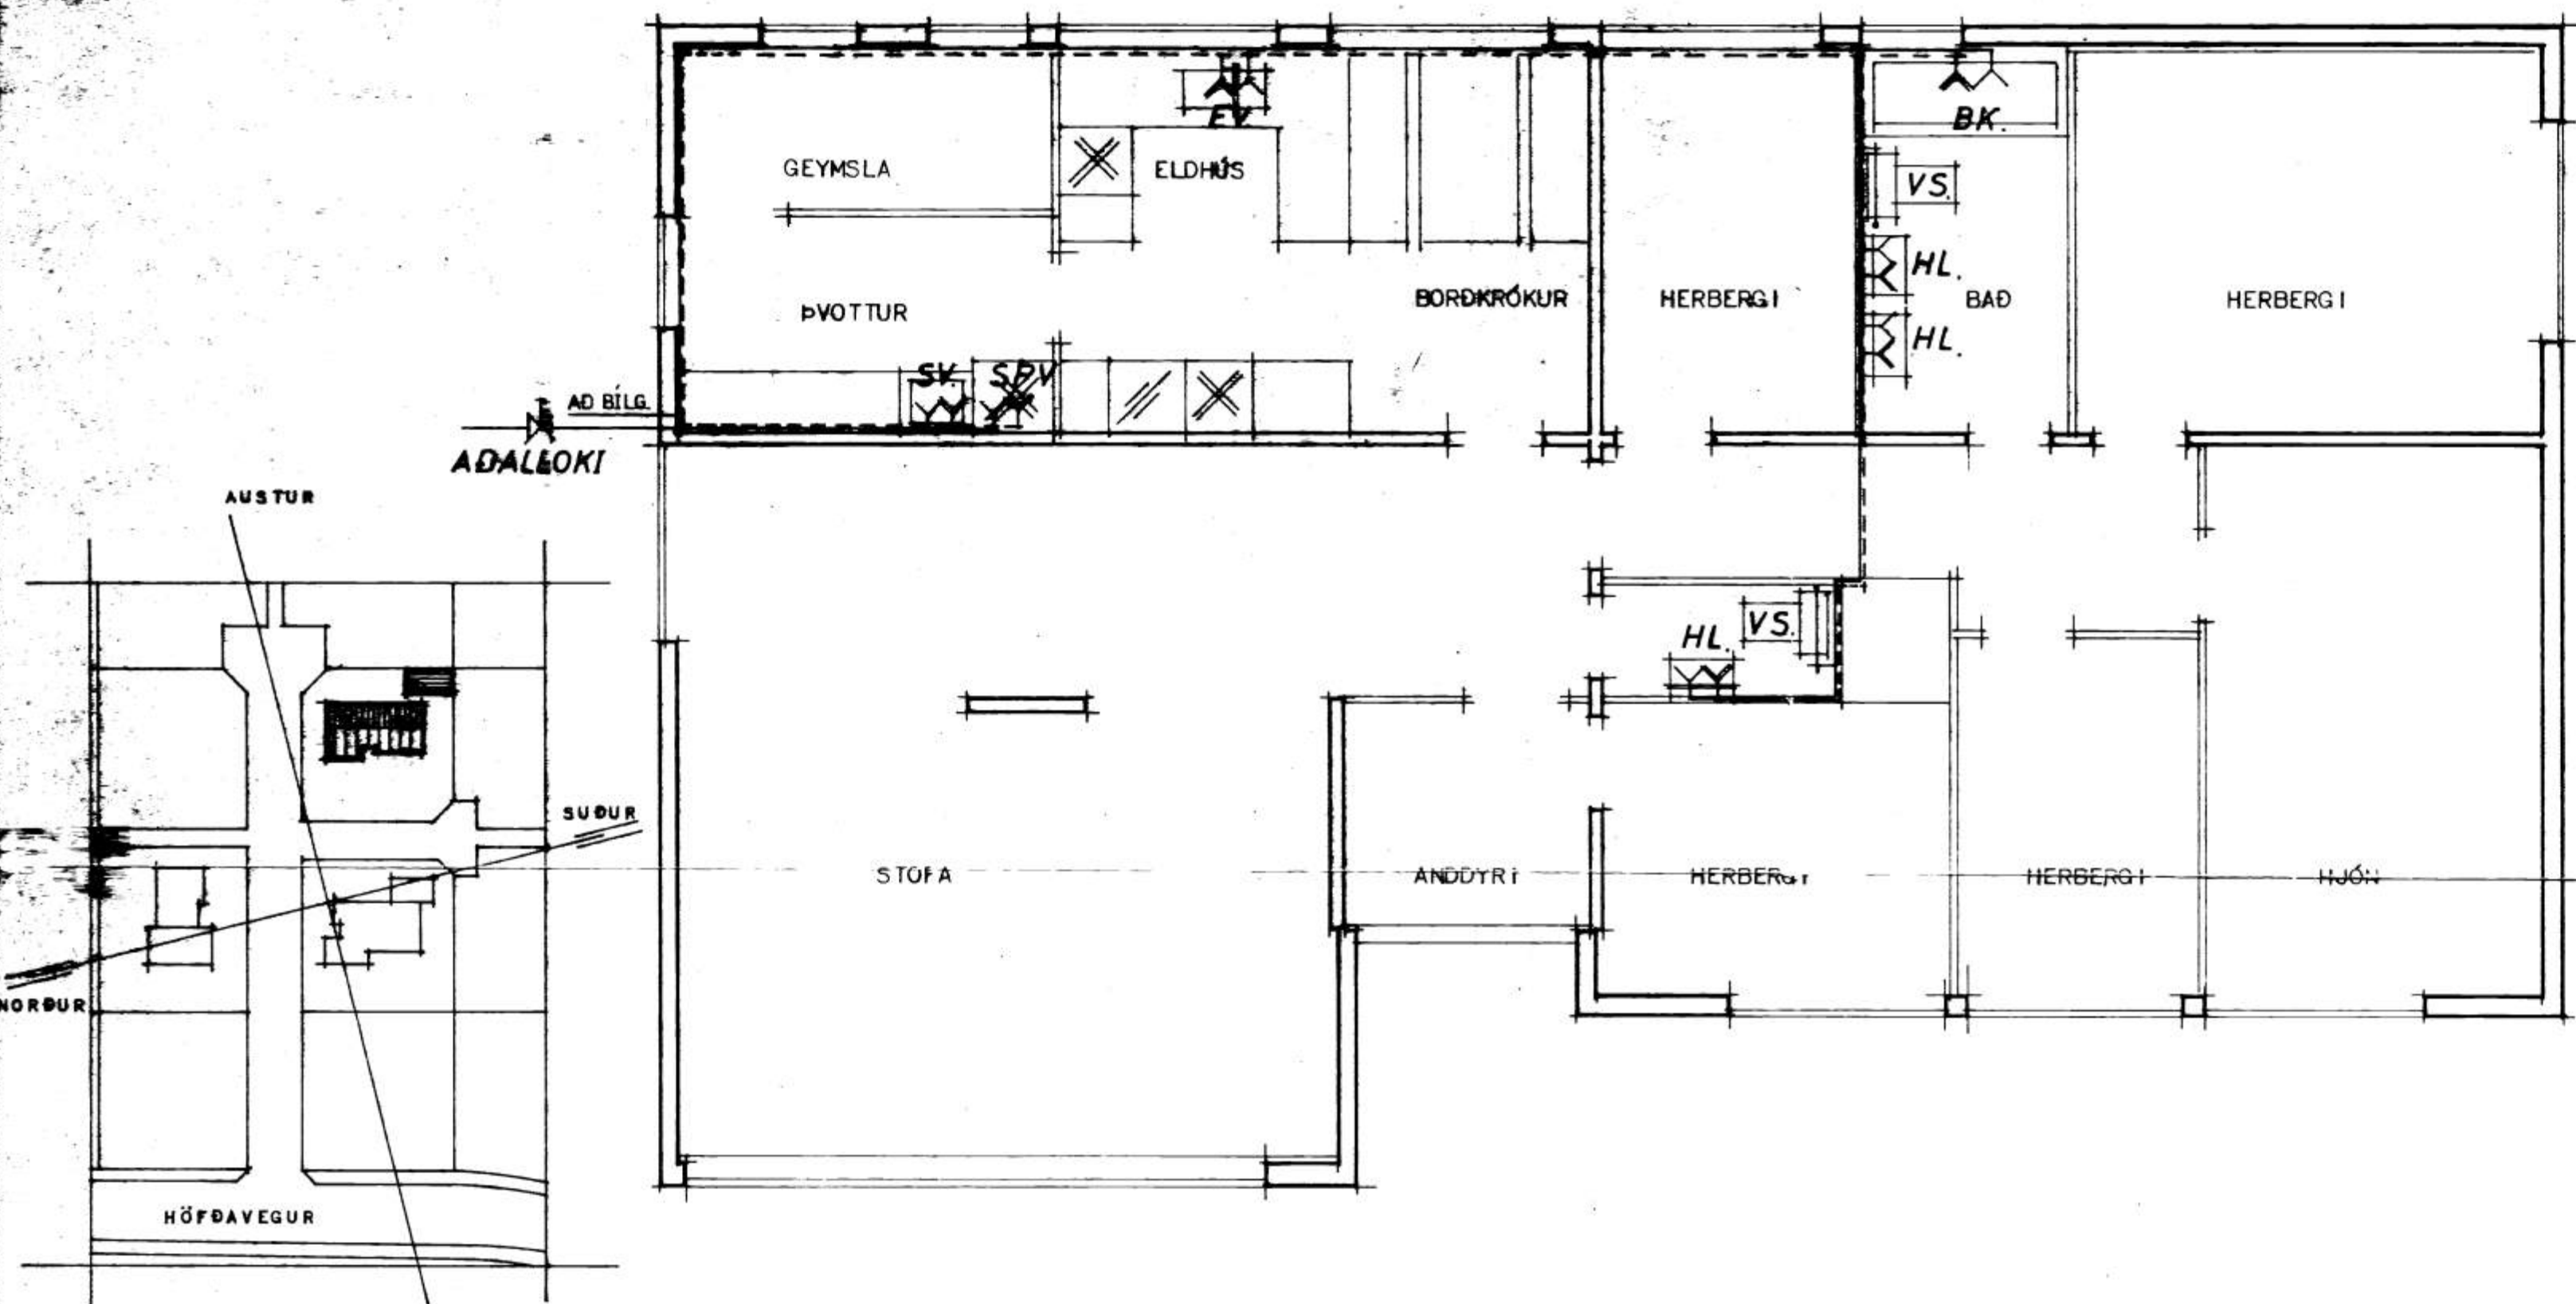 EV.
BK.
GEYMSLA
ELDHÚS
VS.
HL.
ÞVOTTUR
BORÐKRÓKUR
HERBERGI
BAÐ
HERBERGI
HL.
SV.
SÞV
AÐ BÍLG.
AÐALLOKI
AUSTUR
HL.
VS.
SUÐUR
STOFA
ANDDYRI
HERBERGI
HERBERGI
HJÓN
NORÐUR
HÖFÐAVEGUR